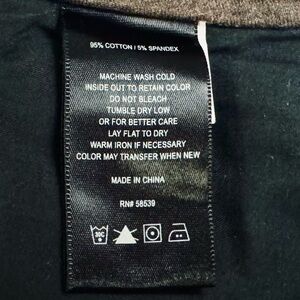 95% COTTON / 5% SPANDEX
MACHINE WASH COLD
INSIDE OUT TO RETAIN COLOR
DO NOT BLEACH
TUMBLE DRY LOW
OR FOR BETTER CARE
LAY FLAT TO DRY
WARM IRON IF NECESSARY
COLOR MAY TRANSFER WHEN NEW
MADE IN CHINA
RN# 58539
30C